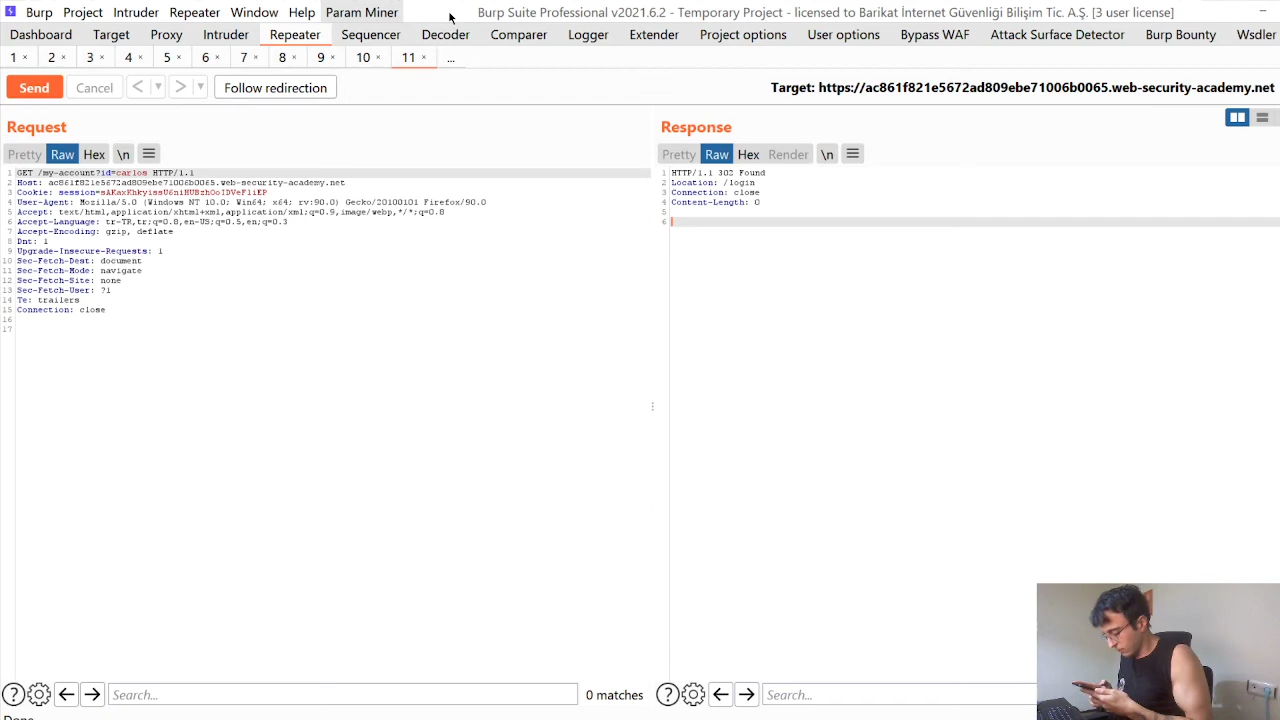 Burp Project Intruder Repeater Window Help Param Miner Burp Suite Professional v2021.6.2 - Temporary Project - licensed to Barikat İnternet Güvenliği Bilişim Tic. A.Ş. [3 user license]
Dashboard Target Proxy Intruder Repeater Sequencer Decoder Comparer Logger Extender Project options User options Bypass WAF Attack Surface Detector Burp Bounty Wsdler
1 × 2 × 3 × 4 × 5 × 6 × 7 × 8 × 9 × 10 × 11 × ...
Send Cancel < > Follow redirection Target: https://ac861f821e5672ad809ebe71006b0065.web-security-academy.net
Request
Pretty Raw Hex \n
1 GET /my-account?id=carlos HTTP/1.1
2 Host: ac861f821e5672ad809ebe71006b0065.web-security-academy.net
3 Cookie: session=
4 User-Agent: Mozilla/5.0 (Windows NT 10.0; Win64; x64; rv:90.0) Gecko/20100101 Firefox/90.0
5 Accept: text/html,application/xhtml+xml,application/xml;q=0.9,image/webp,*/*;q=0.8
6 Accept-Language: tr-TR,tr;q=0.8,en-US;q=0.5,en;q=0.3
7 Accept-Encoding: gzip, deflate
8 Dnt: 1
9 Upgrade-Insecure-Requests: 1
10 Sec-Fetch-Dest: document
11 Sec-Fetch-Mode: navigate
12 Sec-Fetch-Site: none
13 Sec-Fetch-User: ?1
14 Te: trailers
15 Connection: close
16
17
Response
Pretty Raw Hex Render \n
1 HTTP/1.1 302 Found
2 Location: /login
3 Connection: close
4 Content-Length: 0
5
6
Search... 0 matches
Search...
Done